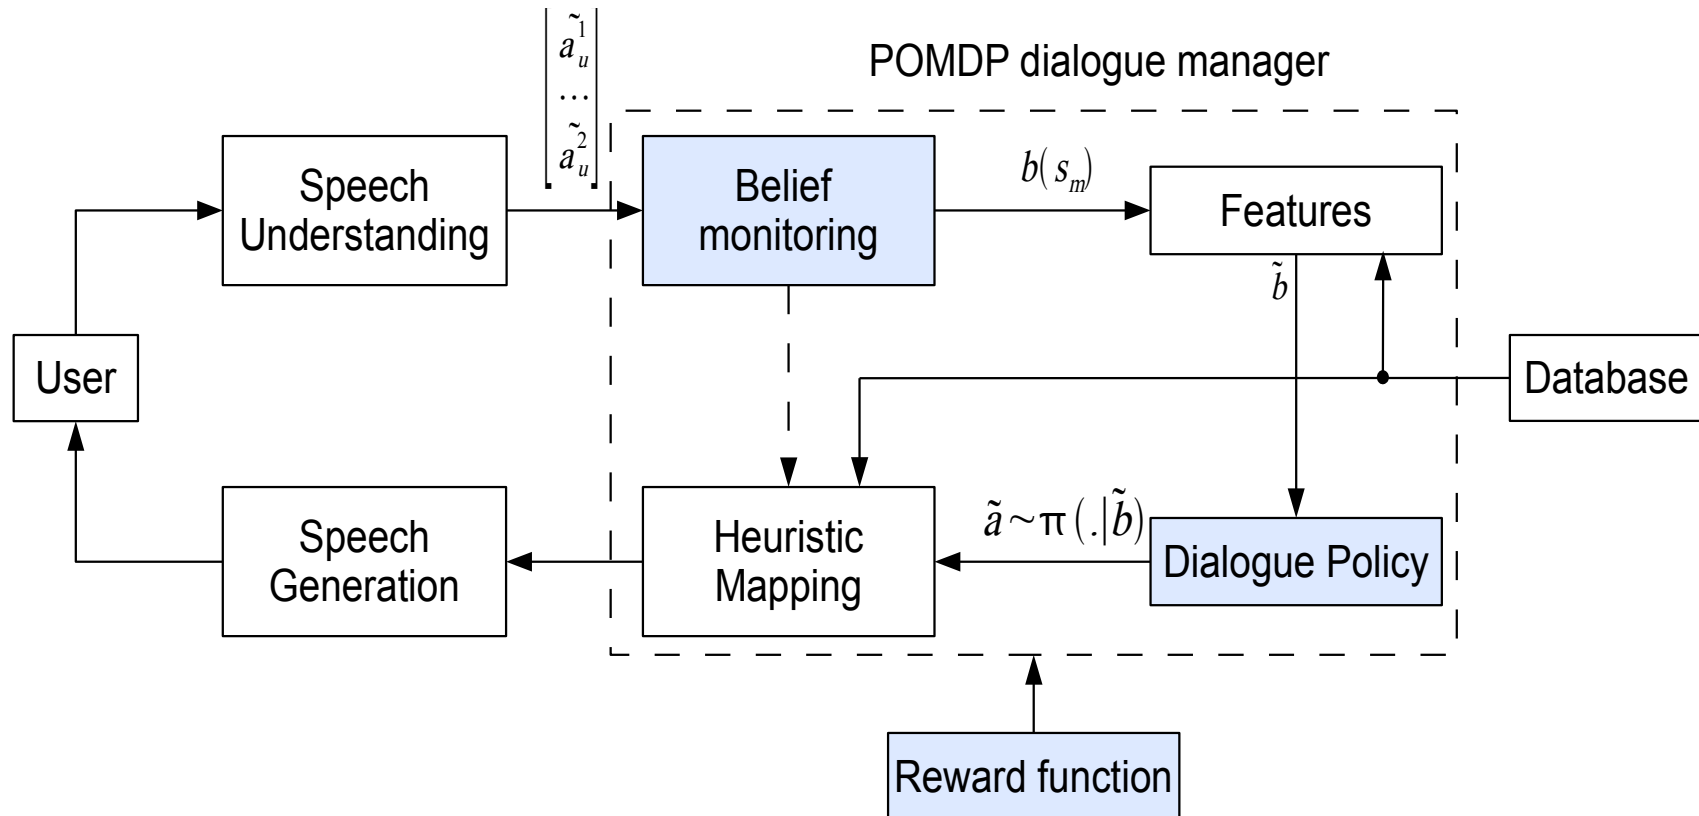 ã_u^1
...
ã_u^2
POMDP dialogue manager
Speech
Understanding
Belief
monitoring
b(s_m)
Features
b̃
User
Database
Speech
Generation
Heuristic
Mapping
ã~π(.|b̃)
Dialogue Policy
Reward function